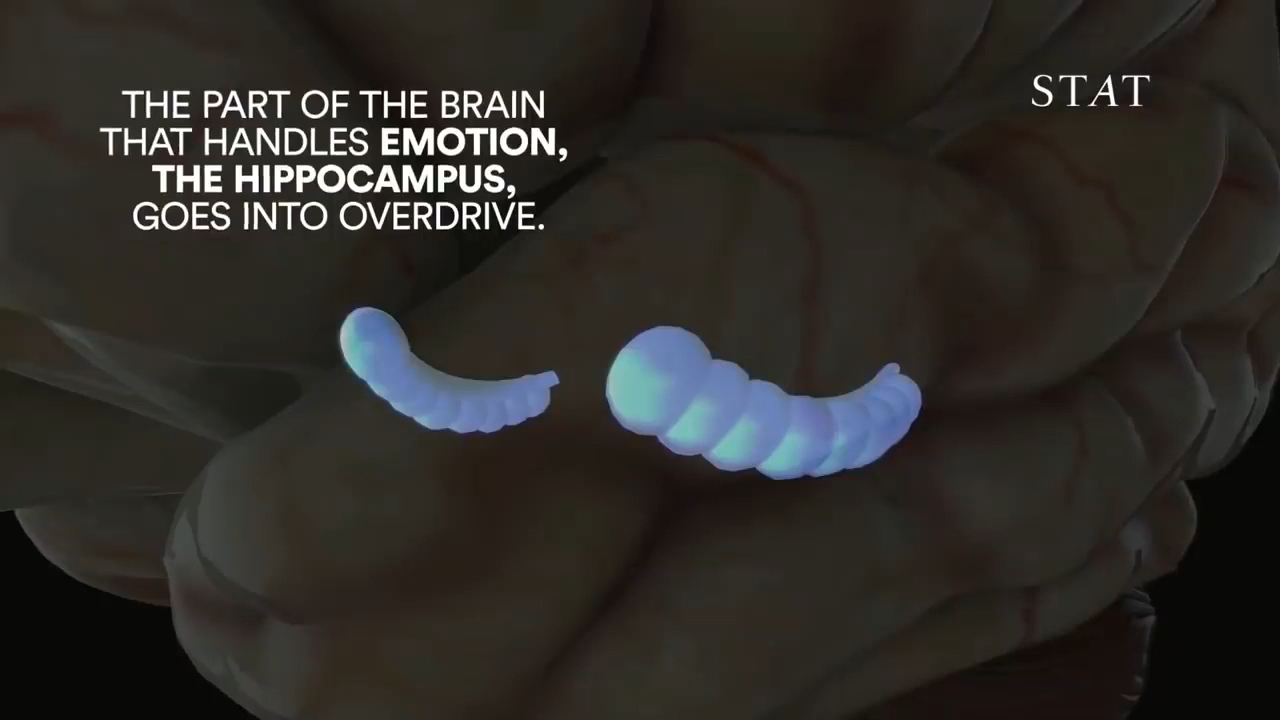 THE PART OF THE BRAIN
THAT HANDLES EMOTION,
THE HIPPOCAMPUS,
GOES INTO OVERDRIVE.
STAT